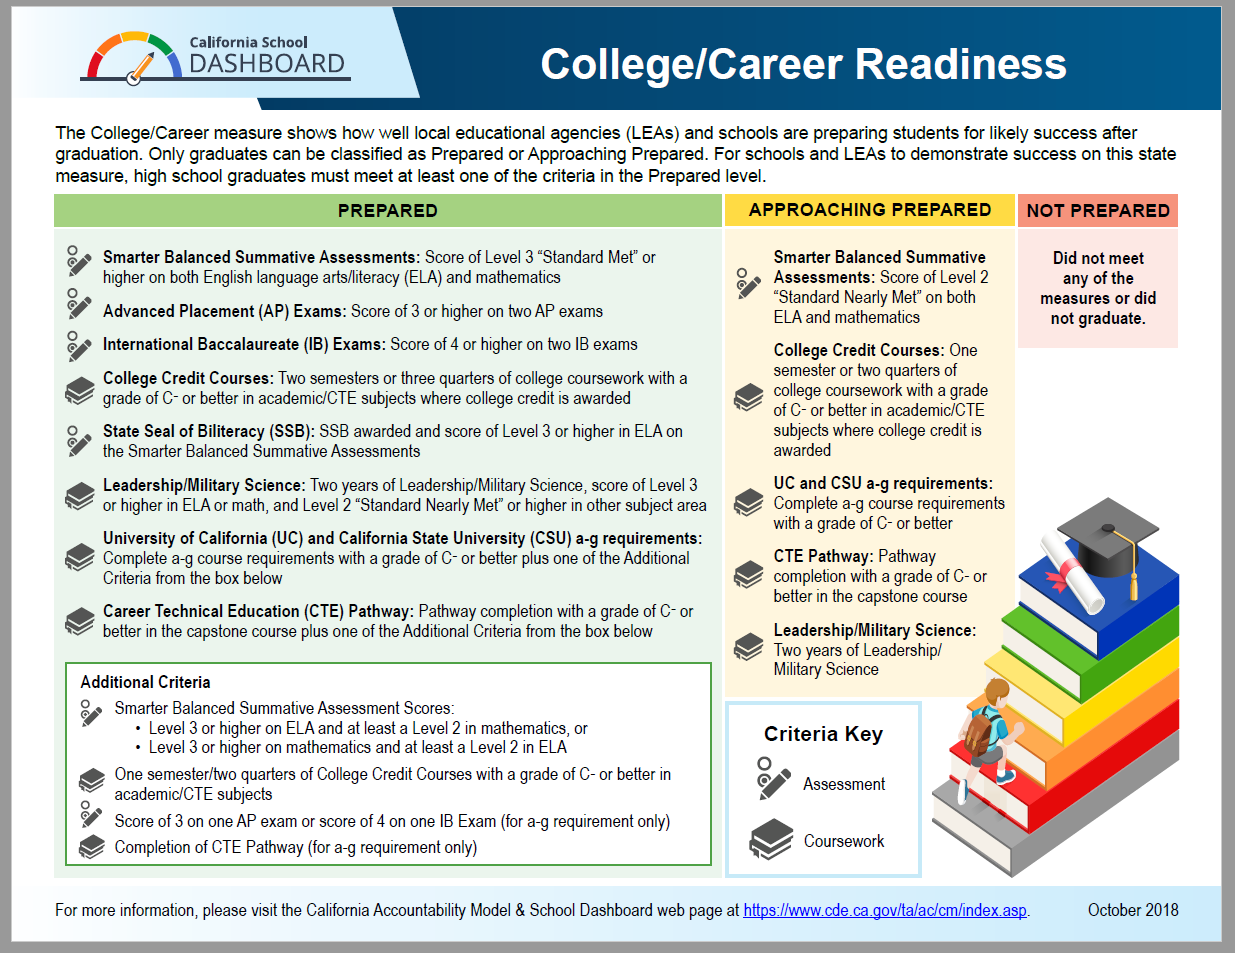 California School
DASHBOARD
College/Career Readiness
The College/Career measure shows how well local educational agencies (LEAs) and schools are preparing students for likely success after
graduation. Only graduates can be classified as Prepared or Approaching Prepared. For schools and LEAs to demonstrate success on this state
measure, high school graduates must meet at least one of the criteria in the Prepared level.
PREPARED
Smarter Balanced Summative Assessments: Score of Level 3 “Standard Met” or
higher on both English language arts/literacy (ELA) and mathematics
Advanced Placement (AP) Exams: Score of 3 or higher on two AP exams
International Baccalaureate (IB) Exams: Score of 4 or higher on two IB exams
College Credit Courses: Two semesters or three quarters of college coursework with a
grade of C- or better in academic/CTE subjects where college credit is awarded
State Seal of Biliteracy (SSB): SSB awarded and score of Level 3 or higher in ELA on
the Smarter Balanced Summative Assessments
Leadership/Military Science: Two years of Leadership/Military Science, score of Level 3
or higher in ELA or math, and Level 2 “Standard Nearly Met” or higher in other subject area
University of California (UC) and California State University (CSU) a-g requirements:
Complete a-g course requirements with a grade of C- or better plus one of the Additional
Criteria from the box below
Career Technical Education (CTE) Pathway: Pathway completion with a grade of C- or
better in the capstone course plus one of the Additional Criteria from the box below
Additional Criteria
Smarter Balanced Summative Assessment Scores:
• Level 3 or higher on ELA and at least a Level 2 in mathematics, or
• Level 3 or higher on mathematics and at least a Level 2 in ELA
One semester/two quarters of College Credit Courses with a grade of C- or better in
academic/CTE subjects
Score of 3 on one AP exam or score of 4 on one IB Exam (for a-g requirement only)
Completion of CTE Pathway (for a-g requirement only)
APPROACHING PREPARED
Smarter Balanced Summative
Assessments: Score of Level 2
“Standard Nearly Met” on both
ELA and mathematics
College Credit Courses: One
semester or two quarters of
college coursework with a grade
of C- or better in academic/CTE
subjects where college credit is
awarded
UC and CSU a-g requirements:
Complete a-g course requirements
with a grade of C- or better
CTE Pathway: Pathway
completion with a grade of C- or
better in the capstone course
Leadership/Military Science:
Two years of Leadership/
Military Science
NOT PREPARED
Did not meet
any of the
measures or did
not graduate.
Criteria Key
Assessment
Coursework
For more information, please visit the California Accountability Model & School Dashboard web page at https://www.cde.ca.gov/ta/ac/cm/index.asp.
October 2018